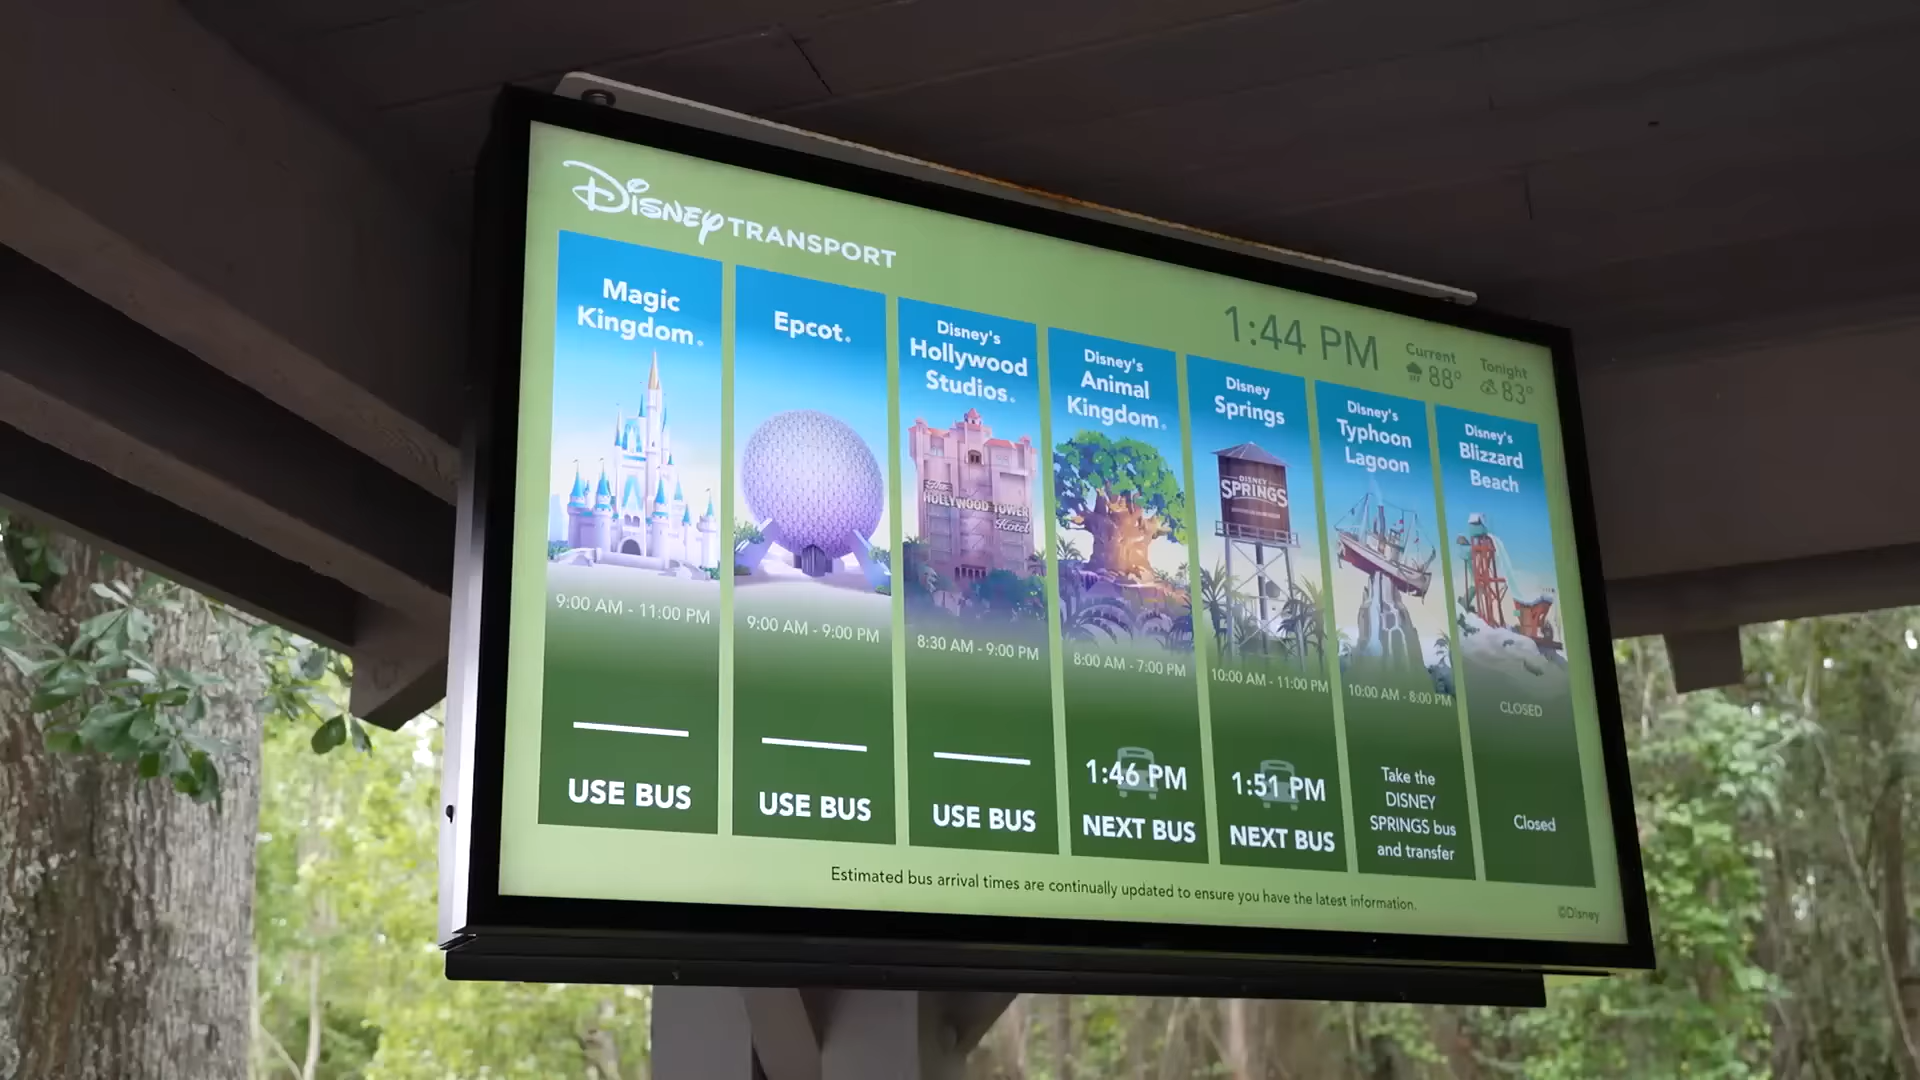 Disney TRANSPORT
1:44 PM
Current
88°
Tonight
83°
Magic
Kingdom®
9:00 AM - 11:00 PM
USE BUS
Epcot®
9:00 AM - 9:00 PM
USE BUS
Disney's
Hollywood
Studios®
The
HOLLYWOOD TOWER
Hotel
8:30 AM - 9:00 PM
USE BUS
Disney's
Animal
Kingdom®
8:00 AM - 7:00 PM
1:46 PM
NEXT BUS
Disney
Springs
DISNEY
SPRINGS
10:00 AM - 11:00 PM
1:51 PM
NEXT BUS
Disney's
Typhoon
Lagoon
10:00 AM - 8:00 PM
Take the
DISNEY
SPRINGS bus
and transfer
Disney's
Blizzard
Beach
CLOSED
Closed
Estimated bus arrival times are continually updated to ensure you have the latest information.
©Disney